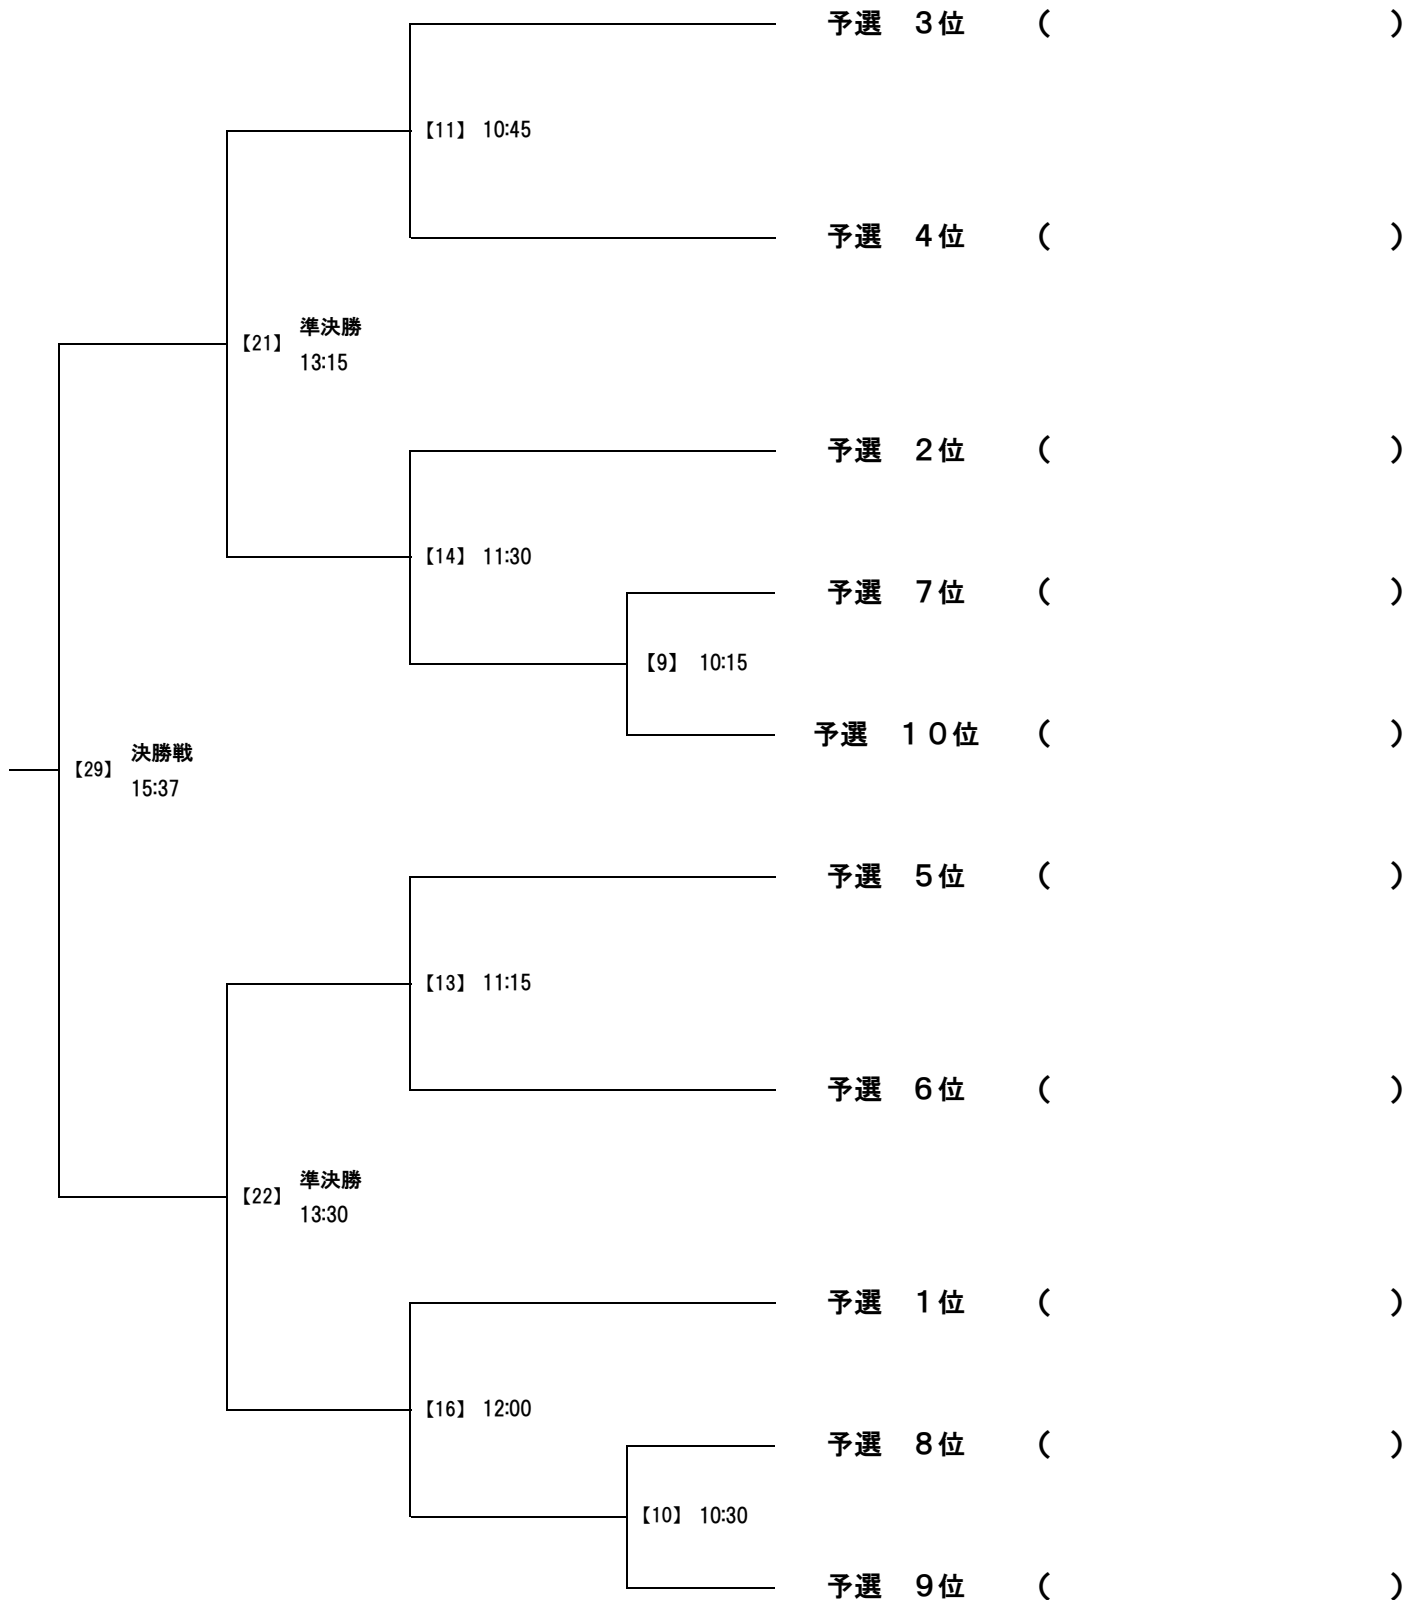 予選　３位　（　　　　　　　）
【11】 10:45
予選　４位　（　　　　　　　）
準決勝
【21】
13:15
予選　２位　（　　　　　　　）
【14】 11:30
予選　７位　（　　　　　　　）
【9】 10:15
予選　１０位　（　　　　　　　）
決勝戦
【29】
15:37
予選　５位　（　　　　　　　）
【13】 11:15
予選　６位　（　　　　　　　）
準決勝
【22】
13:30
予選　１位　（　　　　　　　）
【16】 12:00
予選　８位　（　　　　　　　）
【10】 10:30
予選　９位　（　　　　　　　）